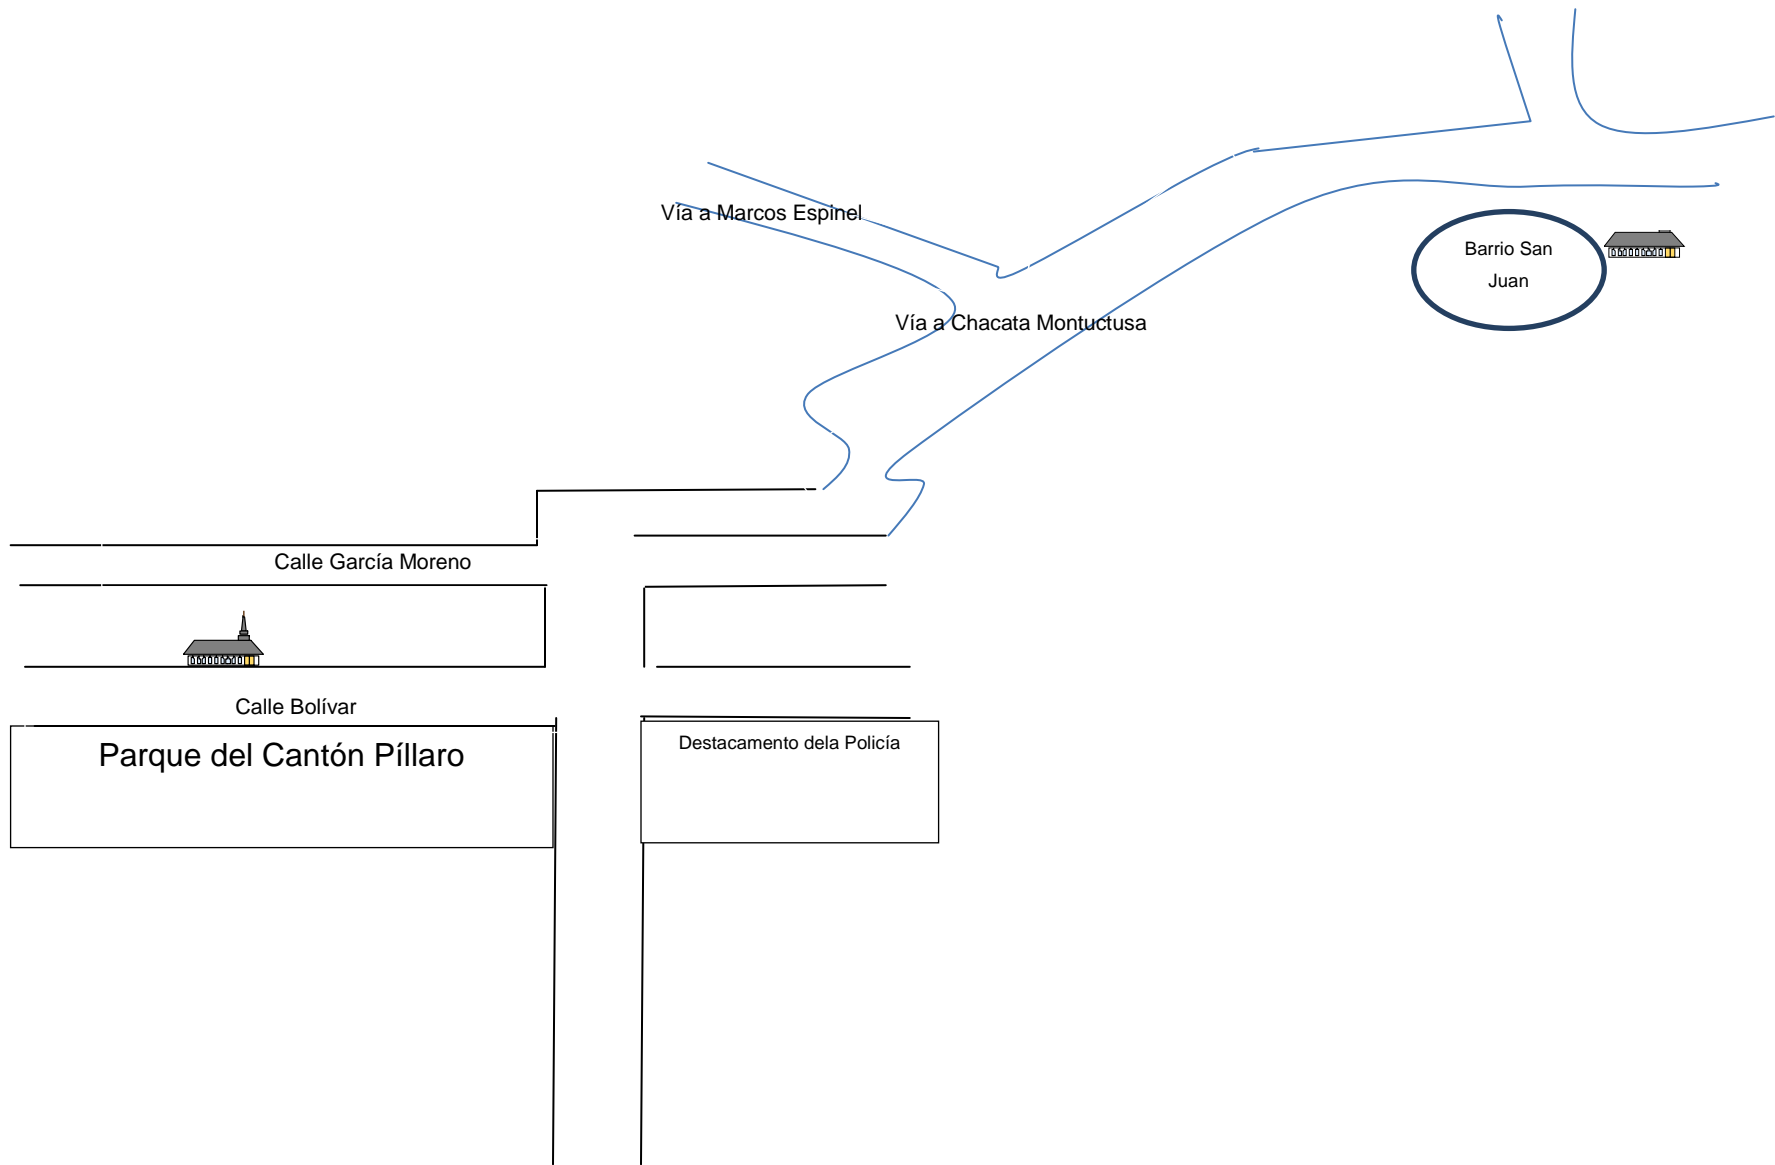 Vía a Marcos Espinel
Barrio San
Juan
Vía a Chacata Montuctusa
Calle García Moreno
Calle Bolívar
Parque del Cantón Píllaro
Destacamento dela Policía